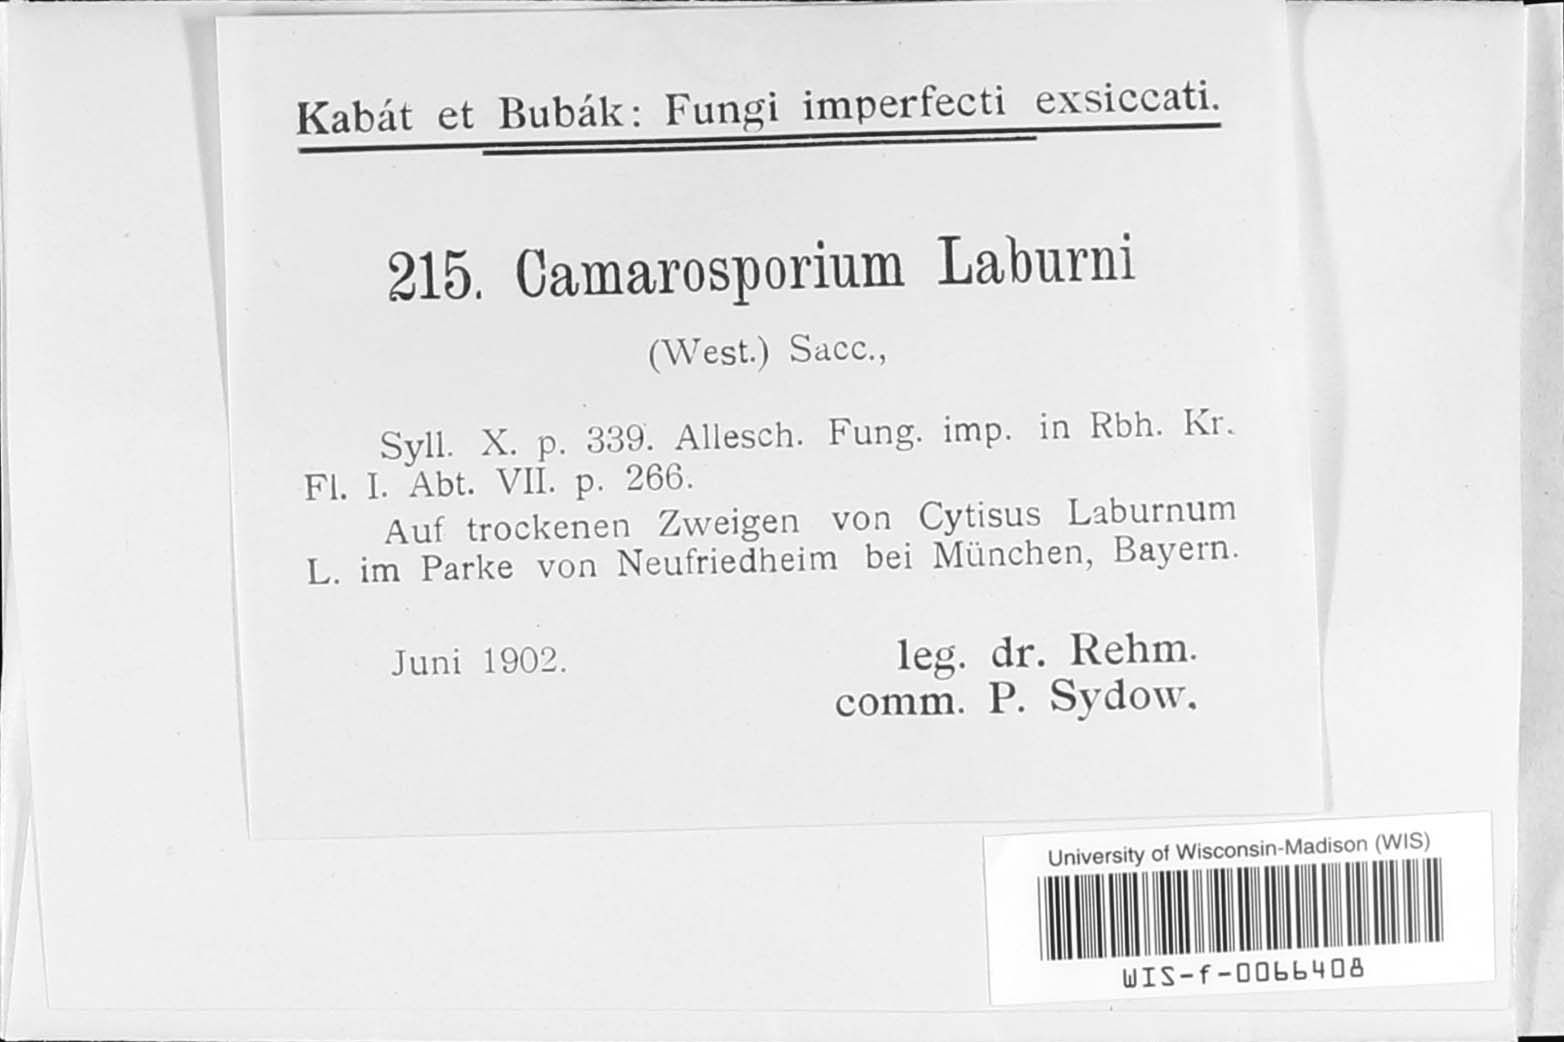 Kabát et Bubák: Fungi imperfecti exsiccati.
215. Camarosporium Laburni
(West.) Sacc.,
Syll. X. p. 339. Allesch. Fung. imp. in Rbh. Kr.
Fl. I. Abt. VII. p. 266.
Auf trockenen Zweigen von Cytisus Laburnum
L. im Parke von Neufriedheim bei München, Bayern.
Juni 1902.
leg. dr. Rehm.
comm. P. Sydow.
University of Wisconsin-Madison (WIS)
WIS-f-0066408